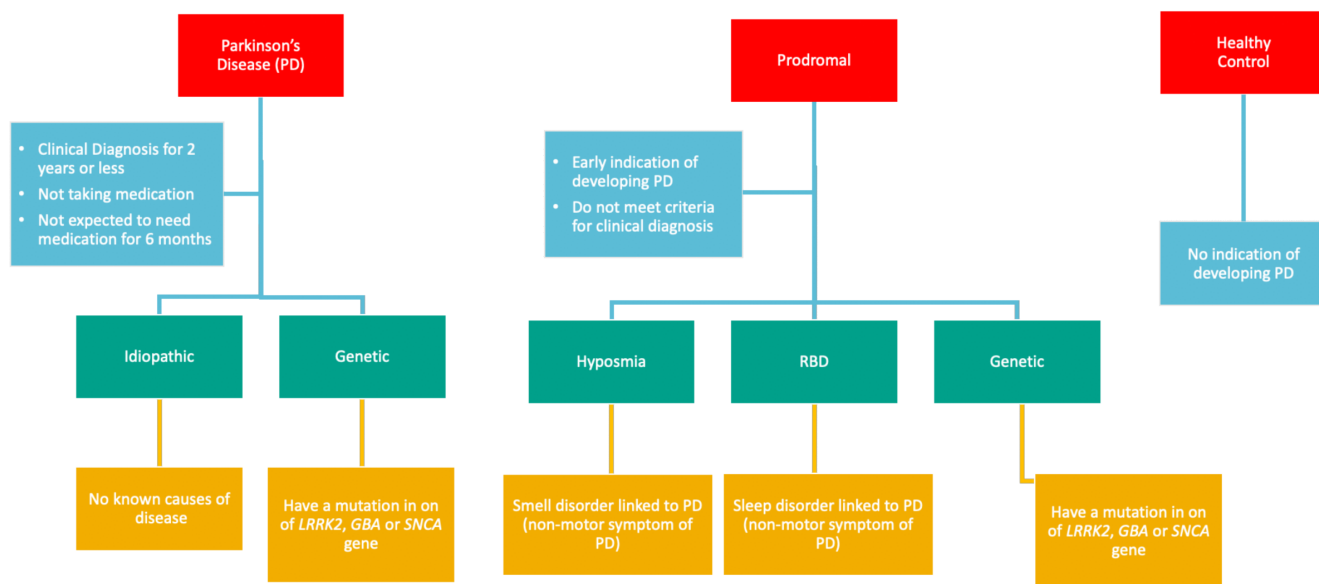 Parkinson's
Disease (PD)
Prodromal
Healthy
Control
• Clinical Diagnosis for 2
years or less
• Not taking medication
• Not expected to need
medication for 6 months
• Early indication of
developing PD
• Do not meet criteria
for clinical diagnosis
No indication of
developing PD
Idiopathic
Genetic
Hyposmia
RBD
Genetic
No known causes of
disease
Have a mutation in on
of LRRK2, GBA or SNCA
gene
Smell disorder linked to PD
(non-motor symptom of
PD)
Sleep disorder linked to PD
(non-motor symptom of
PD)
Have a mutation in on
of LRRK2, GBA or SNCA
gene